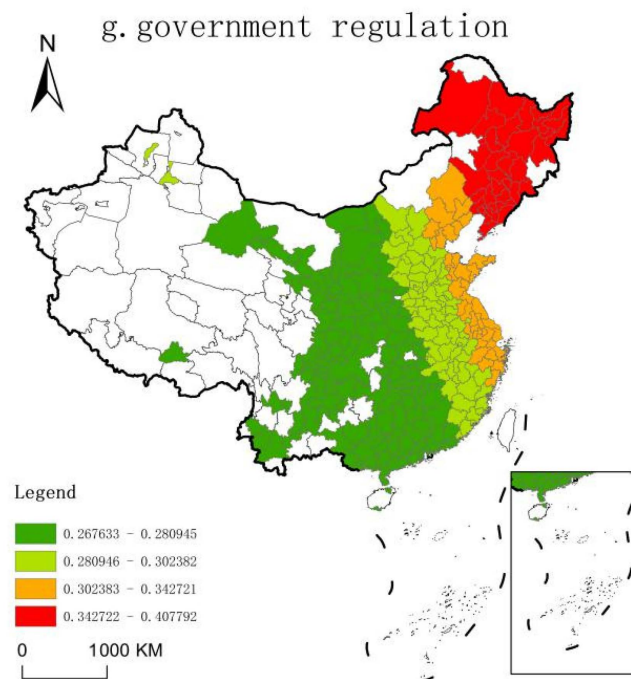 g.government regulation
N
Legend
0.267633 - 0.280945
0.280946 - 0.302382
0.302383 - 0.342721
0.342722 - 0.407792
0 1000 KM